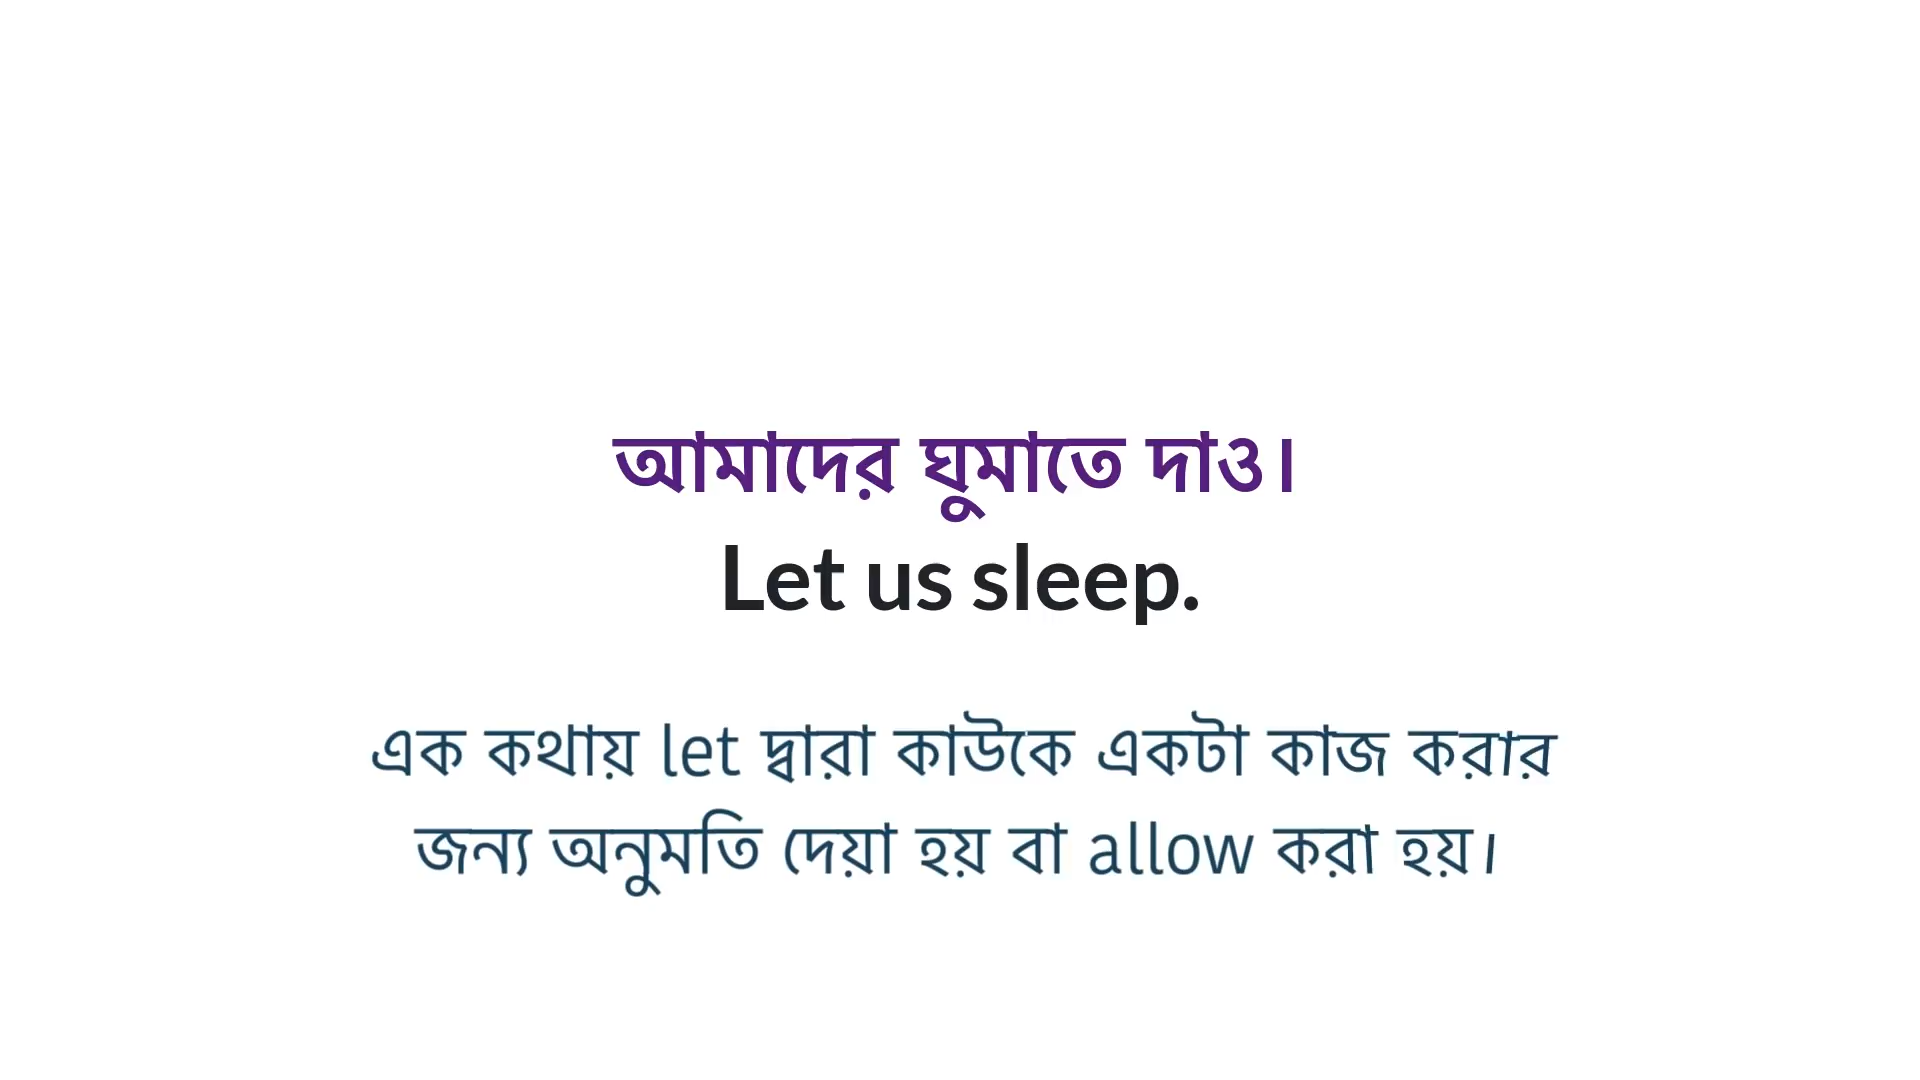 আমাদের ঘুমাতে দাও।
Let us sleep.
এক কথায় let দ্বারা কাউকে একটা কাজ করার
জন্য অনুমতি দেয়া হয় বা allow করা হয়।